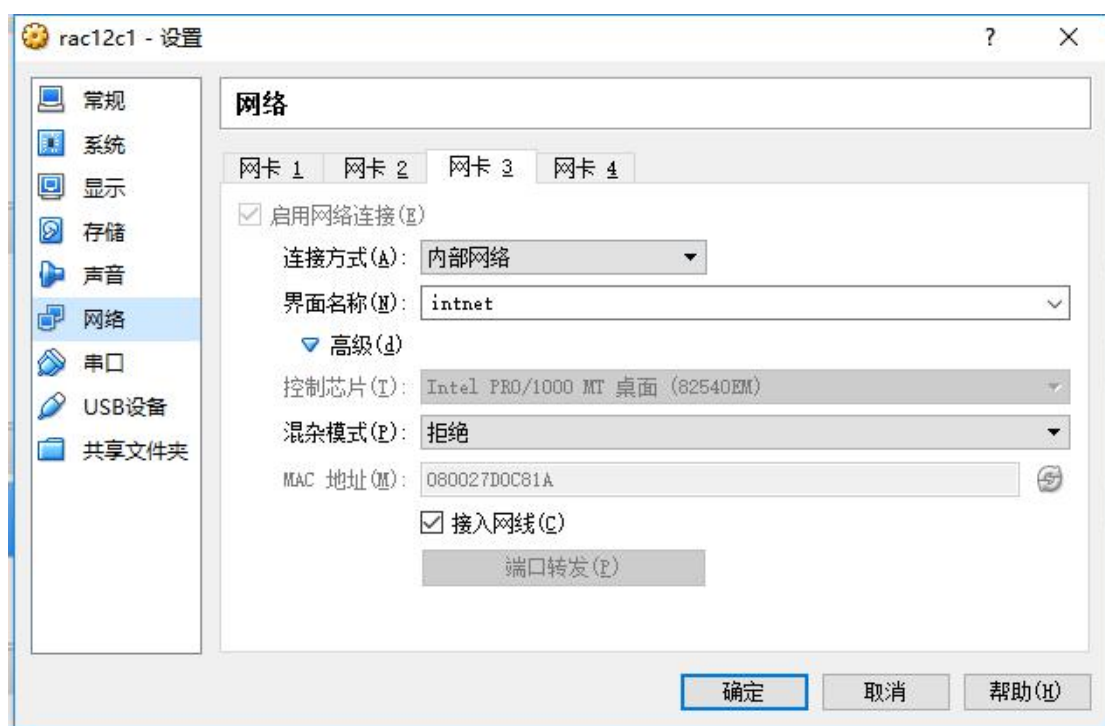 rac12c1 - 设置
?
常规
系统
显示
存储
声音
网络
串口
USB设备
共享文件夹
网络
网卡 1 网卡 2 网卡 3 网卡 4
启用网络连接(E)
连接方式(A): 内部网络
界面名称(N): intnet
高级(d)
控制芯片(T): Intel PRO/1000 MT 桌面 (82540EM)
混杂模式(P): 拒绝
MAC 地址(M): 080027D0C81A
接入网线(C)
端口转发(P)
确定 取消 帮助(H)